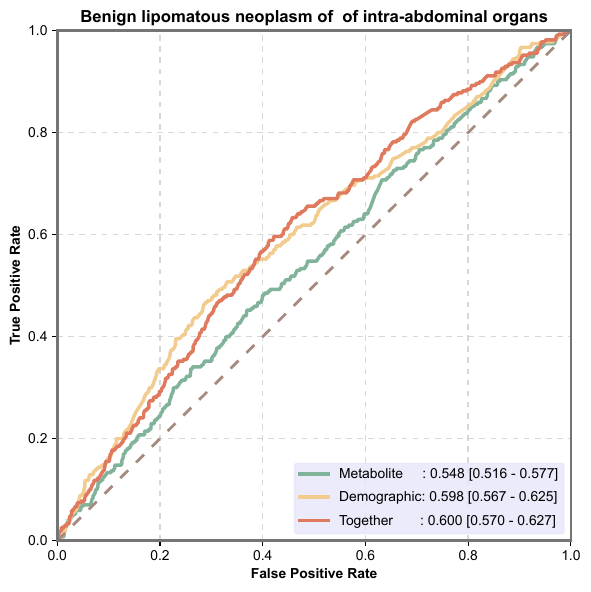 Benign lipomatous neoplasm of  of intra-abdominal organs
True Positive Rate
1.0
0.8
0.6
0.4
0.2
0.0
Metabolite : 0.548 [0.516 - 0.577]
Demographic: 0.598 [0.567 - 0.625]
Together : 0.600 [0.570 - 0.627]
0.0 0.2 0.4 0.6 0.8 1.0
False Positive Rate